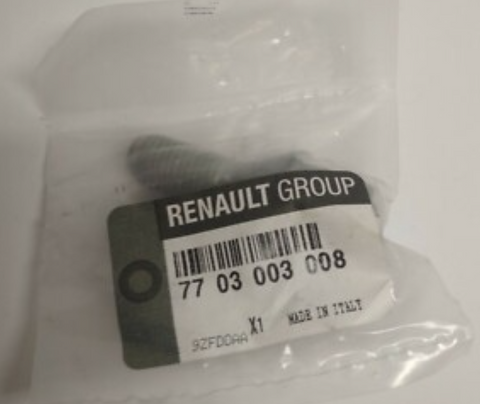 RENAULT GROUP
77 03 003 008
9ZFDDAA X1 MADE IN ITALY